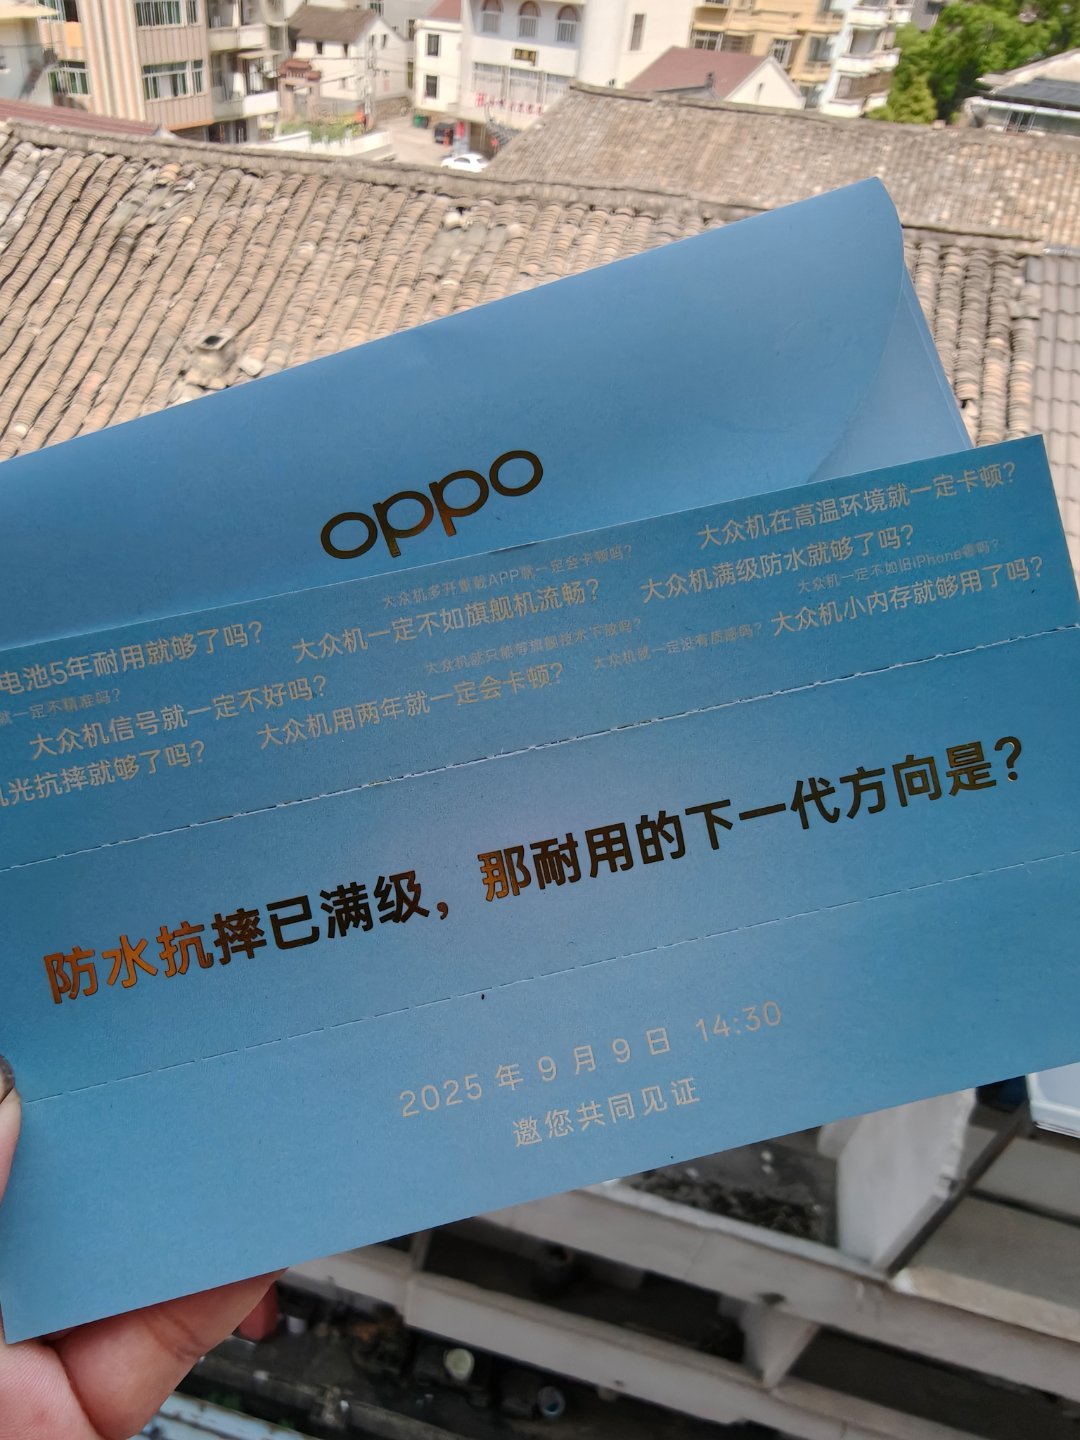 oppo
大众机多开重载APP就一定会卡顿吗?
大众机在高温环境就一定卡顿?
电池5年耐用就够了吗?
大众机一定不如旗舰机流畅?
大众机满级防水就够了吗?
大众机一定不如旧iPhone香吗?
就一定不精准吗?
大众机就只能等旗舰技术下放吗?
大众机小内存就够用了吗?
大众机信号就一定不好吗?
大众机用两年就一定会卡顿?
大众机就一定没有质感吗?
光抗摔就够了吗?
防水抗摔已满级，那耐用的下一代方向是?
2025年9月9日 14:30
邀您共同见证